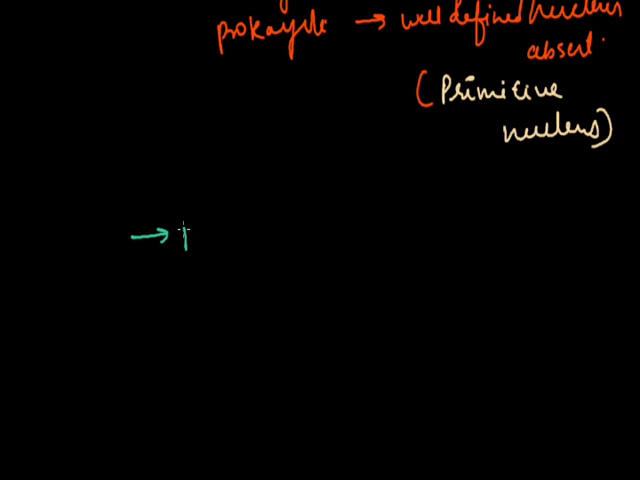 prokaryote → well defined nucleus
absent.
(Primitive
nucleus)
→